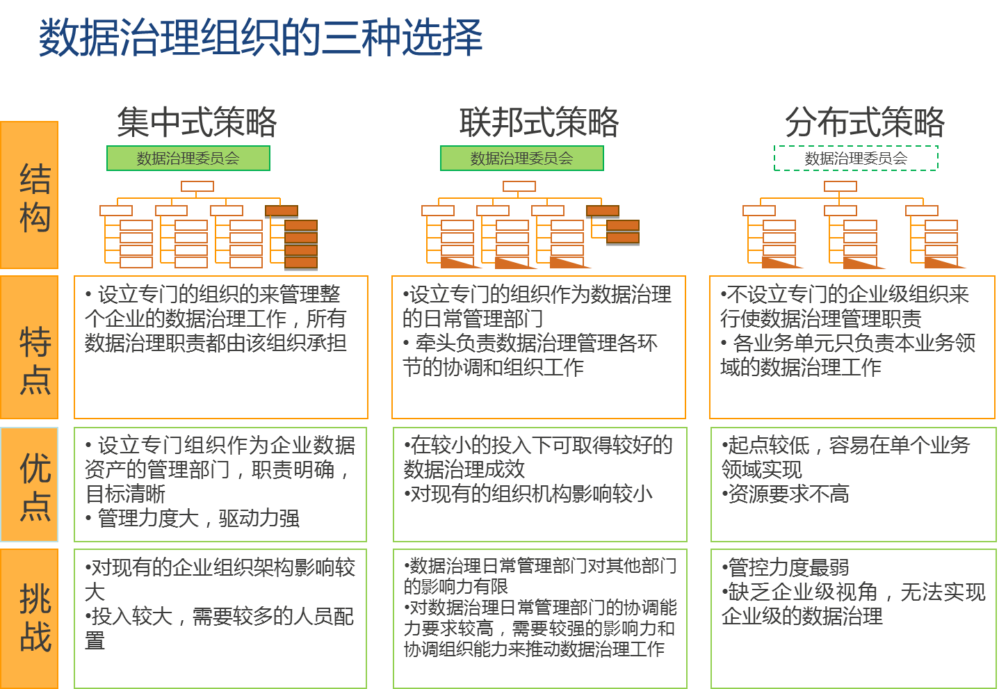 数据治理组织的三种选择
集中式策略
联邦式策略
分布式策略
数据治理委员会
数据治理委员会
数据治理委员会
结
构
特
点
• 设立专门的组织的来管理整
个企业的数据治理工作，所有
数据治理职责都由该组织承担
•设立专门的组织作为数据治理
的日常管理部门
• 牵头负责数据治理管理各环
节的协调和组织工作
•不设立专门的企业级组织来
行使数据治理管理职责
• 各业务单元只负责本业务领
域的数据治理工作
优
点
• 设立专门组织作为企业数据
资产的管理部门，职责明确，
目标清晰
• 管理力度大，驱动力强
•在较小的投入下可取得较好的
数据治理成效
•对现有的组织机构影响较小
•起点较低，容易在单个业务
领域实现
•资源要求不高
挑
战
•对现有的企业组织架构影响较
大
•投入较大，需要较多的人员配
置
•数据治理日常管理部门对其他部门
的影响力有限
•对数据治理日常管理部门的协调能
力要求较高，需要较强的影响力和
协调组织能力来推动数据治理工作
•管控力度最弱
•缺乏企业级视角，无法实现
企业级的数据治理